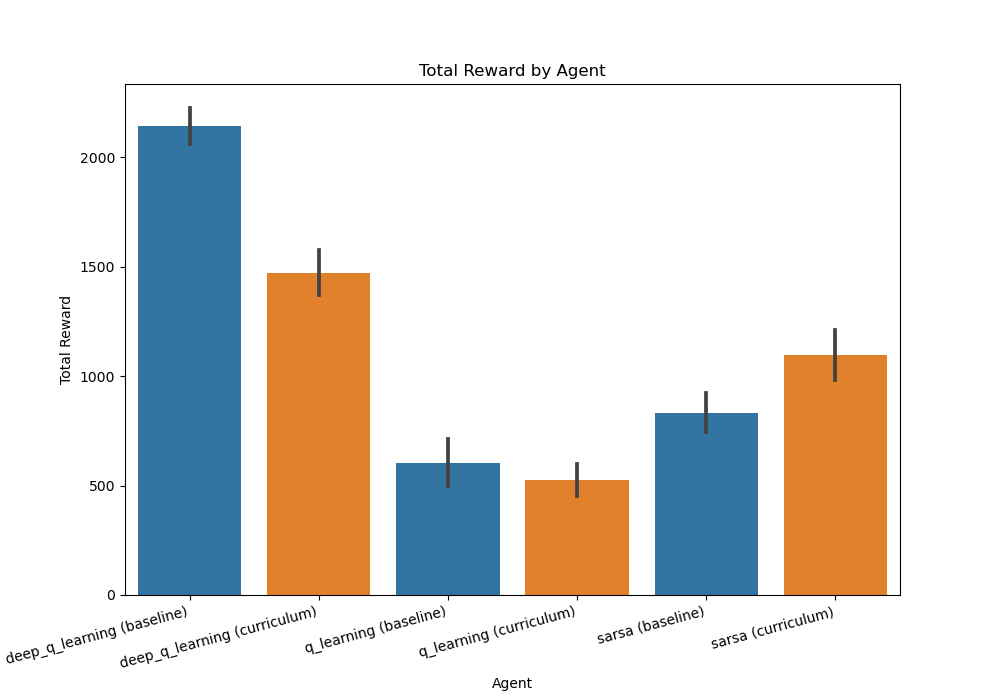 Total Reward by Agent
Total Reward
2000
1500
1000
500
0
deep_q_learning (baseline)
deep_q_learning (curriculum)
q_learning (baseline)
q_learning (curriculum)
sarsa (baseline)
sarsa (curriculum)
Agent